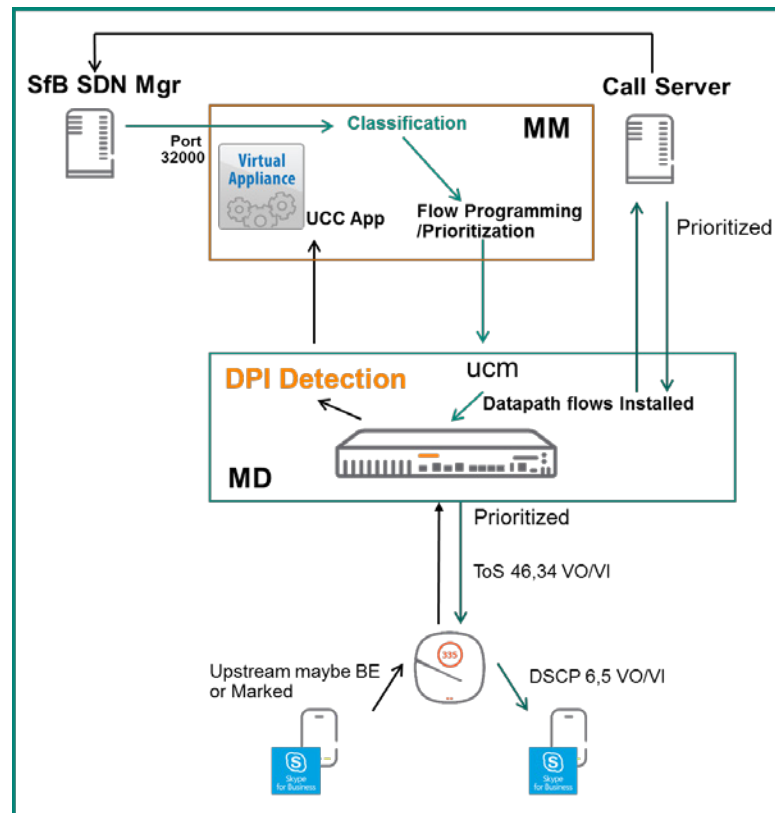 SfB SDN Mgr
Call Server
Port
32000
Classification
MM
Virtual
Appliance
UCC App
Flow Programming
/Prioritization
Prioritized
DPI Detection
ucm
Datapath flows Installed
MD
Prioritized
ToS 46,34 VO/VI
335
Upstream maybe BE
or Marked
DSCP 6,5 VO/VI
S
Skype
for Business
S
Skype
for Business